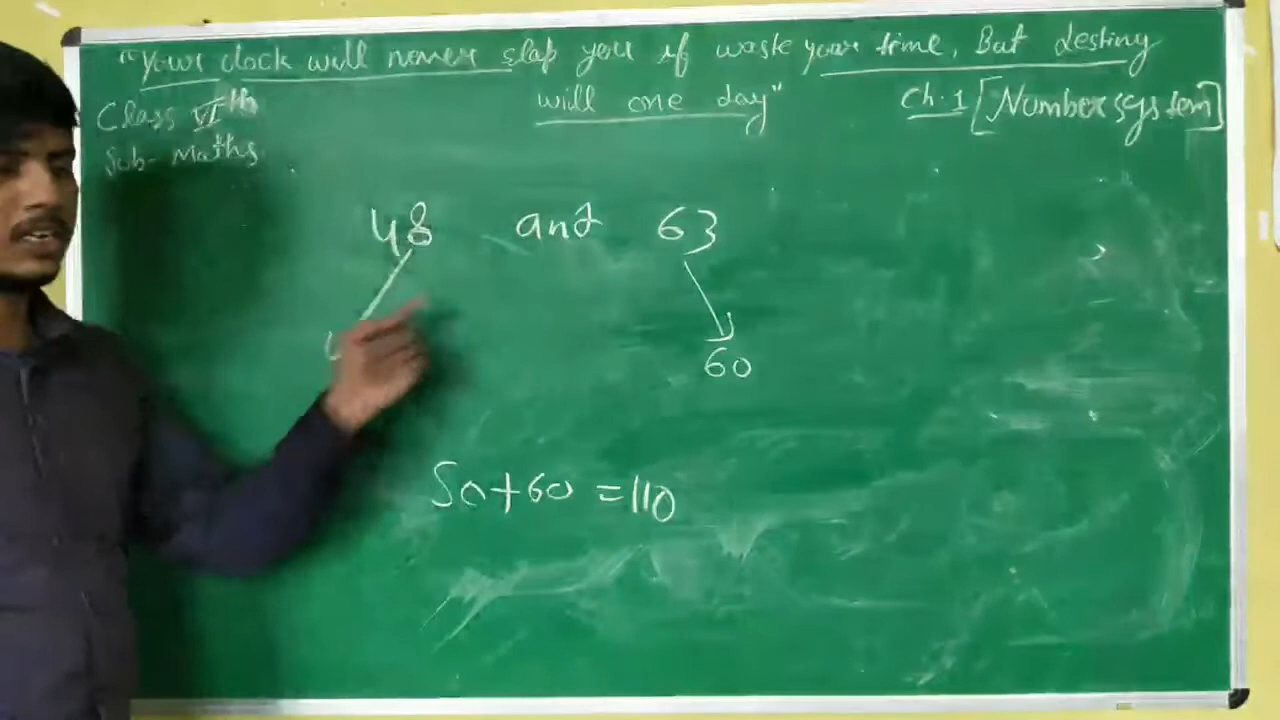 "Your clock will never slap you if waste your time, But destiny
will one day"
Ch.1 [Number system]
Class VIth
Sub- Maths
48 and 63
60
50+60 =110